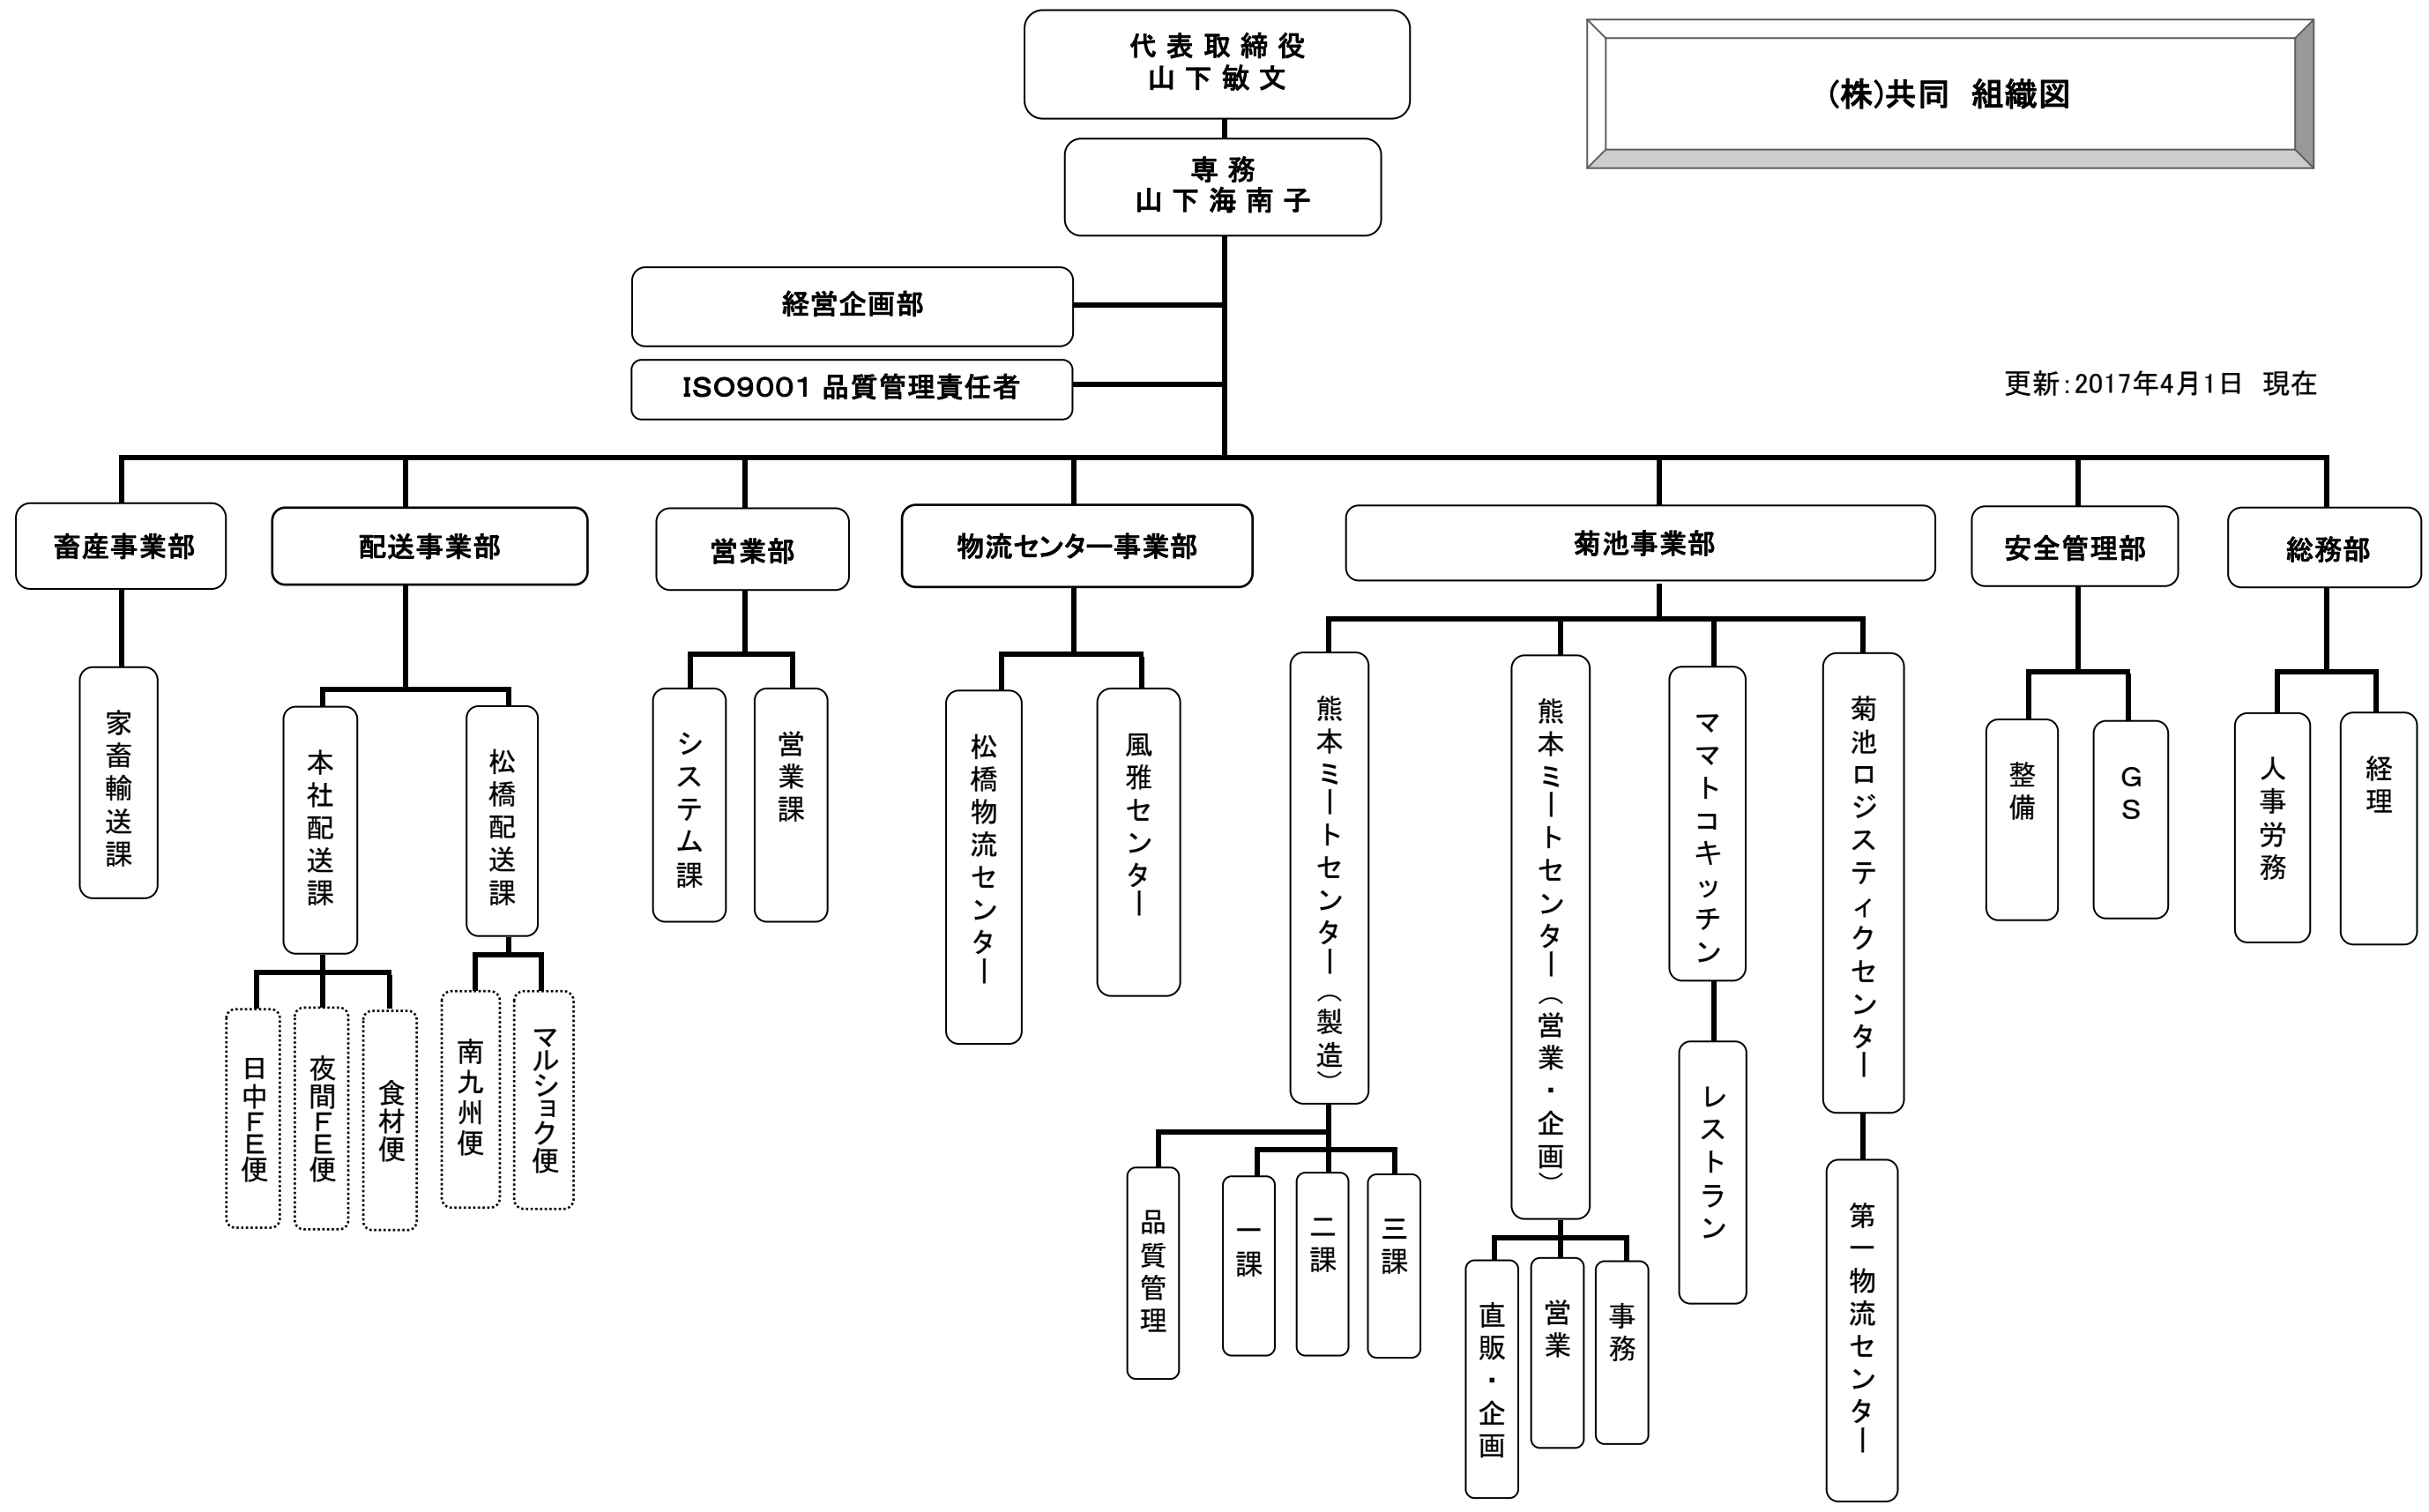 代表取締役
山下敏文
(株)共同　組織図
専務
山下海南子
経営企画部
ISO9001 品質管理責任者
更新：2017年4月1日　現在
畜産事業部
配送事業部
営業部
物流センター事業部
菊池事業部
安全管理部
総務部
家畜輸送課
本社配送課
松橋配送課
システム課
営業課
松橋物流センター
風雅センター
熊本ミートセンター（製造）
熊本ミートセンター（営業・企画）
ママトコキッチン
菊池ロジスティクセンター
整備
GS
人事労務
経理
日中FE便
夜間FE便
食材便
南九州便
マルショク便
品質管理
一課
二課
三課
直販・企画
営業
事務
レストラン
第一物流センター